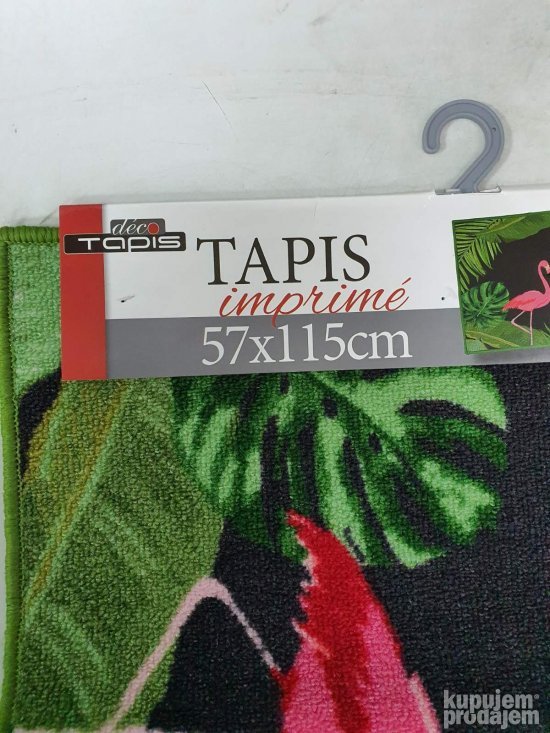 déco
Tapis
TAPIS
imprimé
57x115cm
kupujem
prodajem